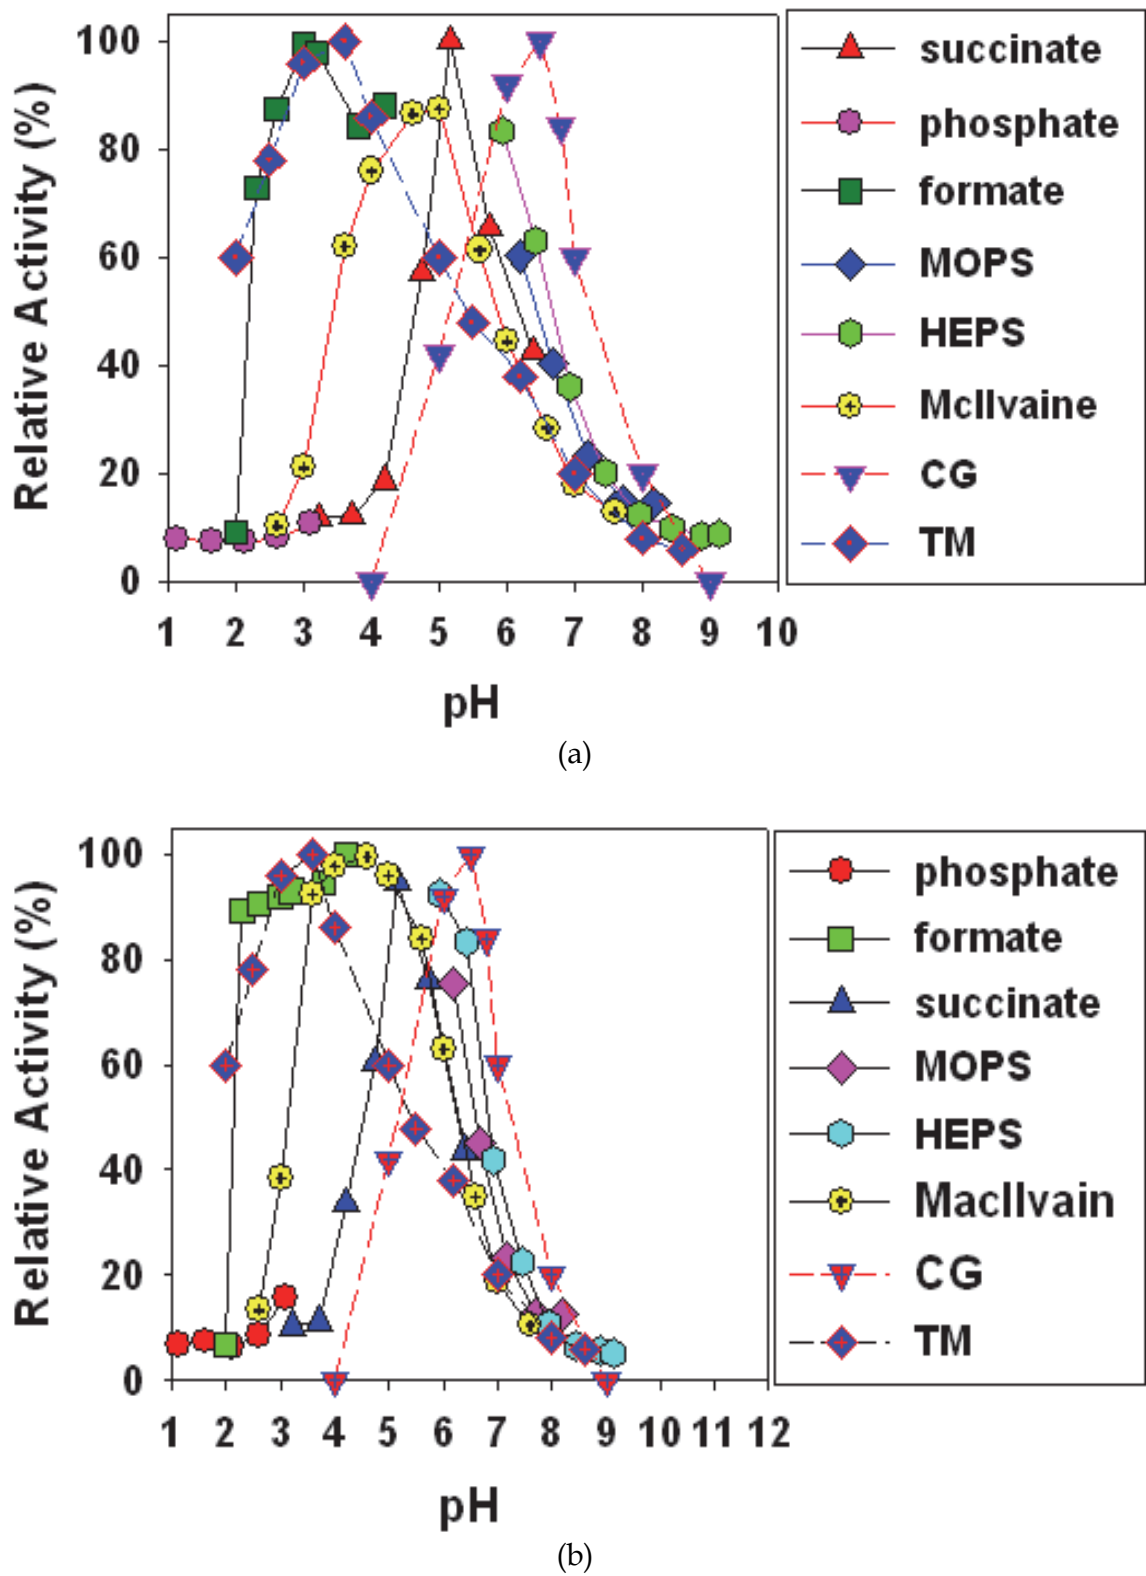 Relative Activity (%)
100
80
60
40
20
0
1 2 3 4 5 6 7 8 9 10
pH
succinate
phosphate
formate
MOPS
HEPS
McIlvaine
CG
TM
(a)
Relative Activity (%)
100
80
60
40
20
0
1 2 3 4 5 6 7 8 9 10 11 12
pH
phosphate
formate
succinate
MOPS
HEPS
MacIlvain
CG
TM
(b)